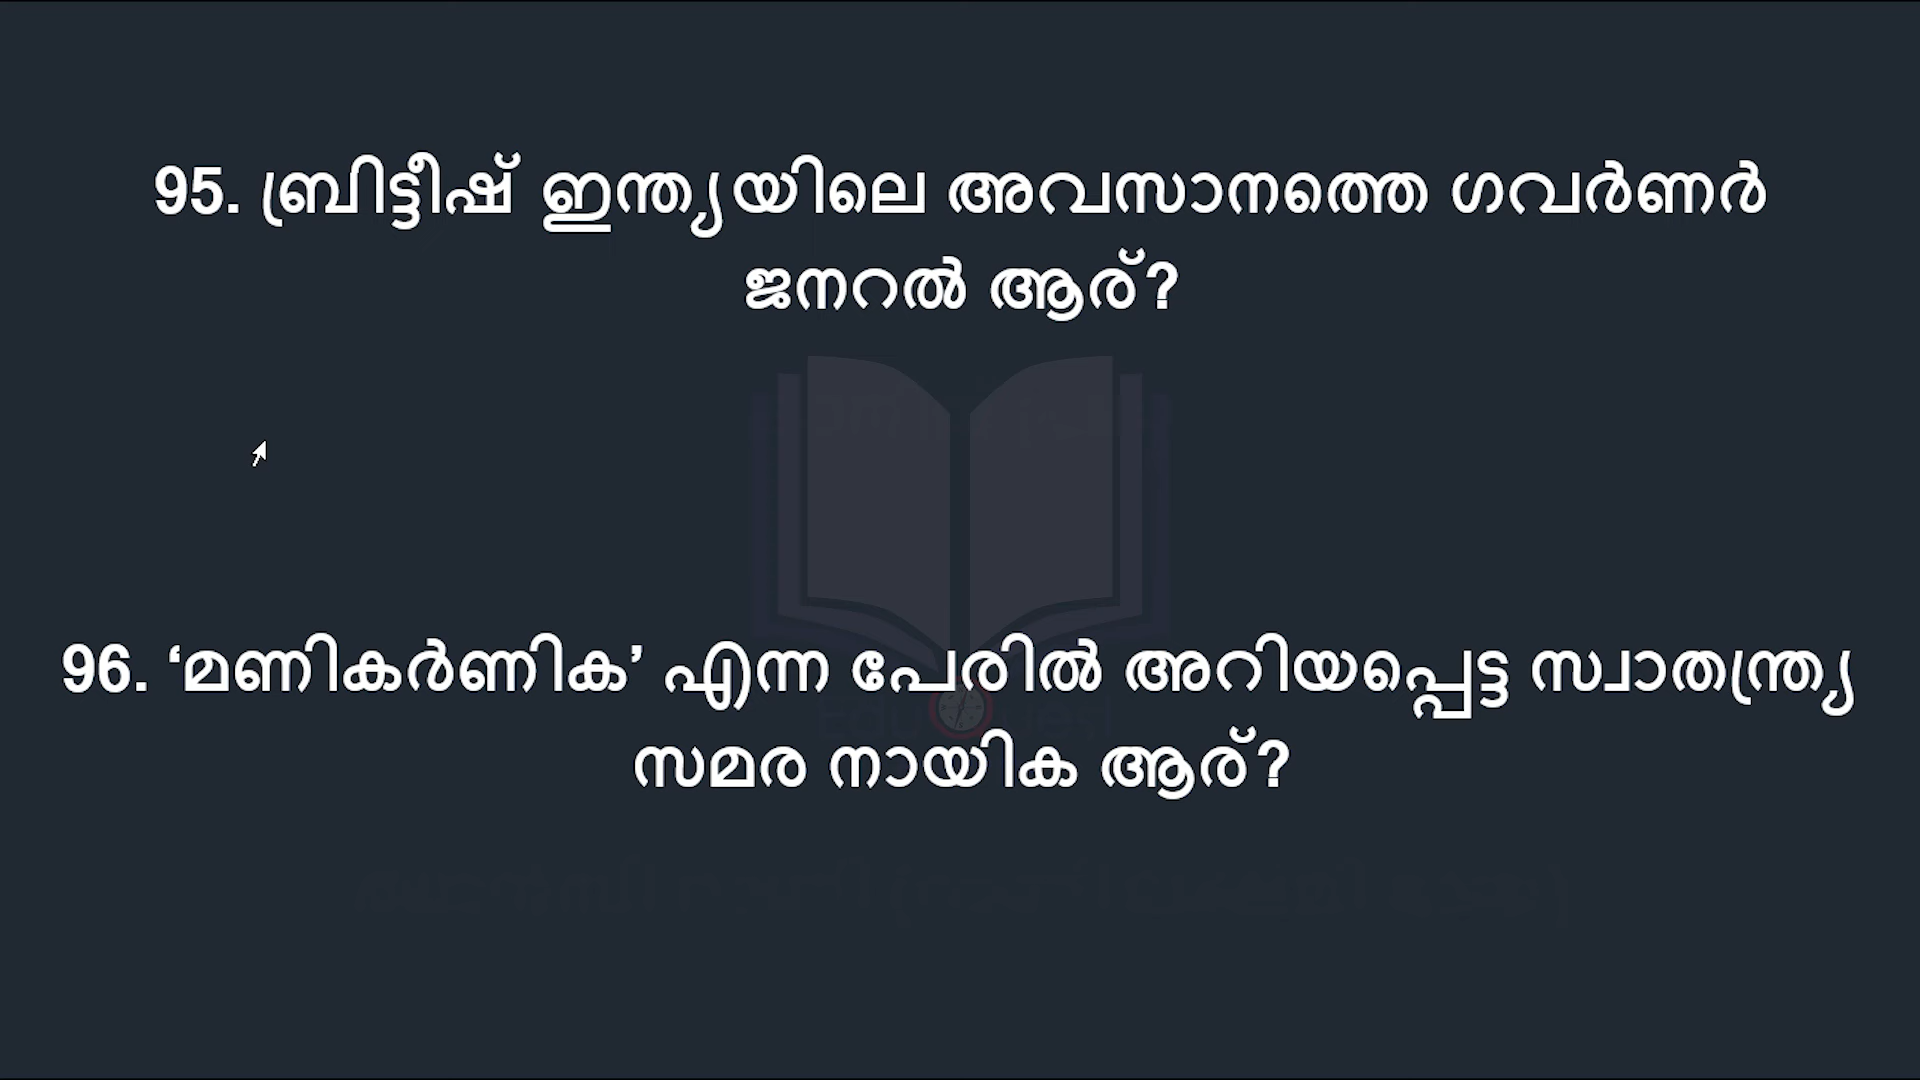 95. ബ്രിട്ടീഷ് ഇന്ത്യയിലെ അവസാനത്തെ ഗവർണർ
ജനറൽ ആര്?
96. ‘മണികർണിക’ എന്ന പേരിൽ അറിയപ്പെട്ട സ്വാതന്ത്ര്യ
സമര നായിക ആര്?